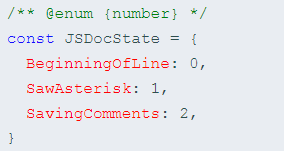 /** @enum {number} */
const JSDocState = {
  BeginningOfLine: 0,
  SawAsterisk: 1,
  SavingComments: 2,
}